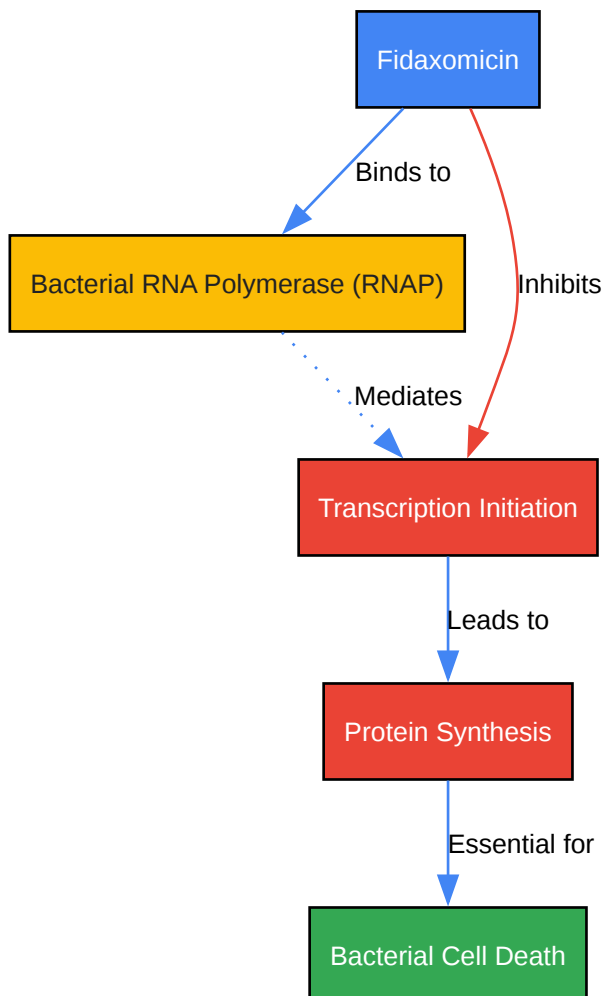 Fidaxomicin
Binds to
Bacterial RNA Polymerase (RNAP)
Inhibits
Mediates
Transcription Initiation
Leads to
Protein Synthesis
Essential for
Bacterial Cell Death